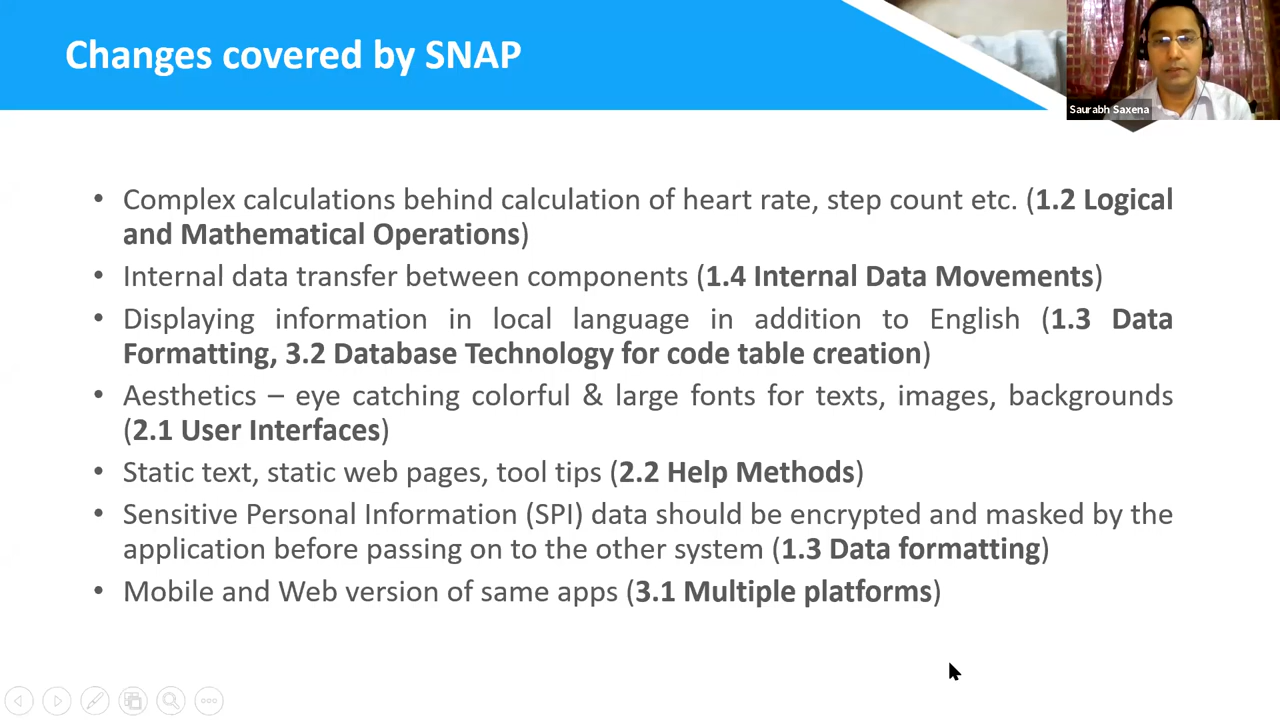 Changes covered by SNAP
Saurabh Saxena
• Complex calculations behind calculation of heart rate, step count etc. (1.2 Logical
and Mathematical Operations)
• Internal data transfer between components (1.4 Internal Data Movements)
• Displaying information in local language in addition to English (1.3 Data
Formatting, 3.2 Database Technology for code table creation)
• Aesthetics – eye catching colorful & large fonts for texts, images, backgrounds
(2.1 User Interfaces)
• Static text, static web pages, tool tips (2.2 Help Methods)
• Sensitive Personal Information (SPI) data should be encrypted and masked by the
application before passing on to the other system (1.3 Data formatting)
• Mobile and Web version of same apps (3.1 Multiple platforms)